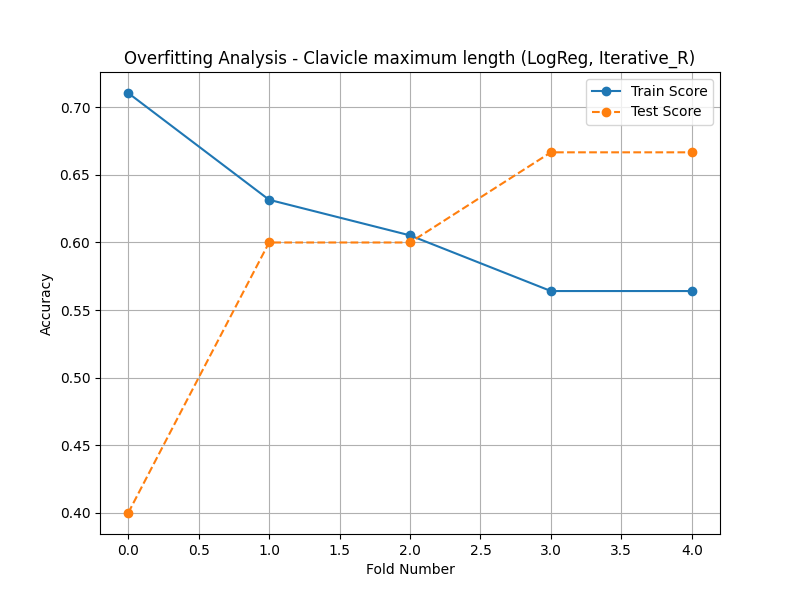 Overfitting Analysis - Clavicle maximum length (LogReg, Iterative_R)
Train Score
Test Score
Accuracy
0.70
0.65
0.60
0.55
0.50
0.45
0.40
0.0 0.5 1.0 1.5 2.0 2.5 3.0 3.5 4.0
Fold Number